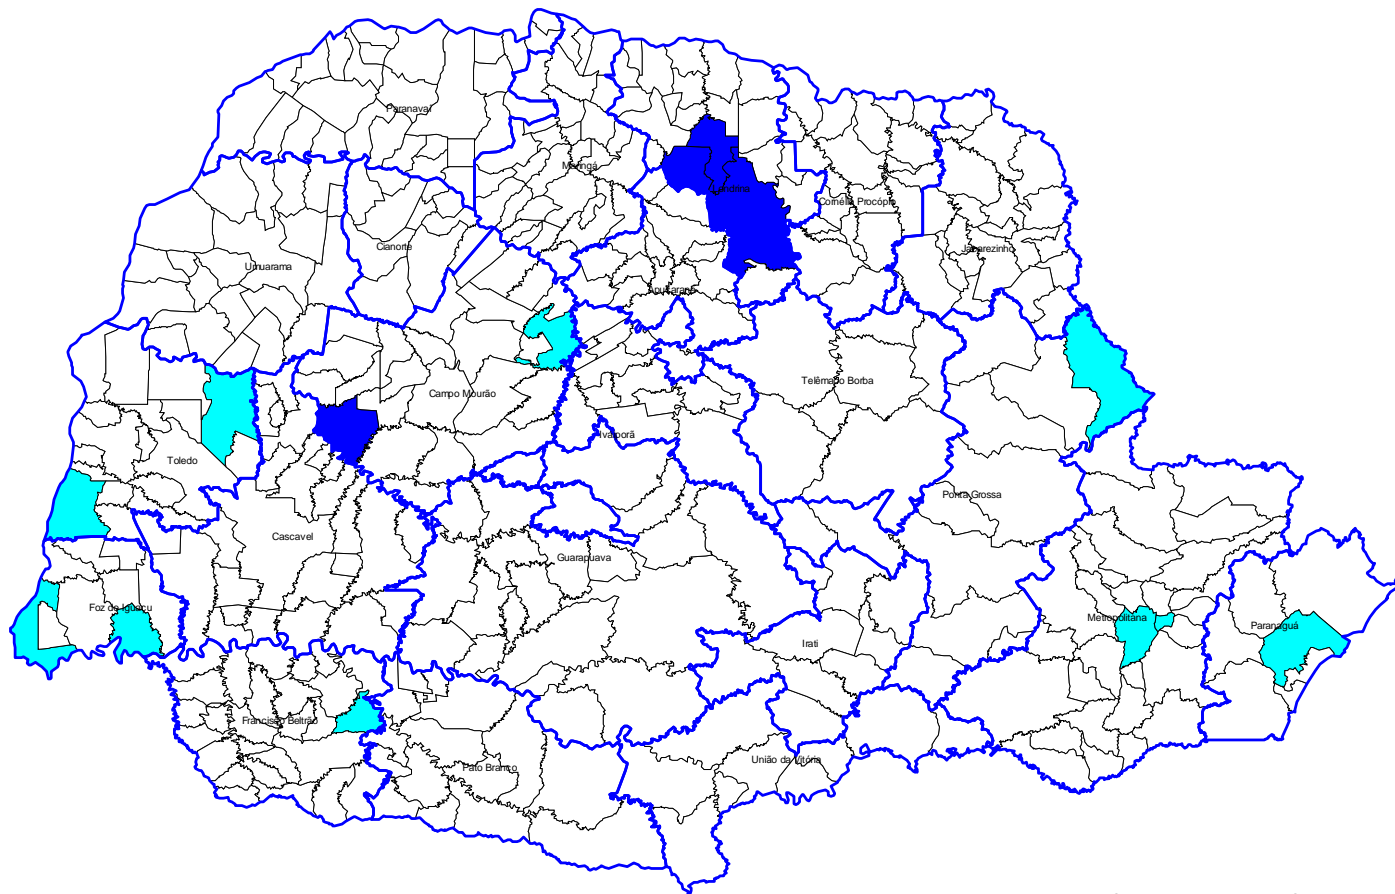 Paranavaí
Maringá
Londrina
Cornélio Procópio
Jacarezinho
Cianorte
Umuarama
Apucarana
Telêmaco Borba
Campo Mourão
Ivaiporã
Toledo
Ponta Grossa
Cascavel
Guarapuava
Foz do Iguaçu
Metropolitana
Paranaguá
Irati
Francisco Beltrão
Pato Branco
União da Vitória